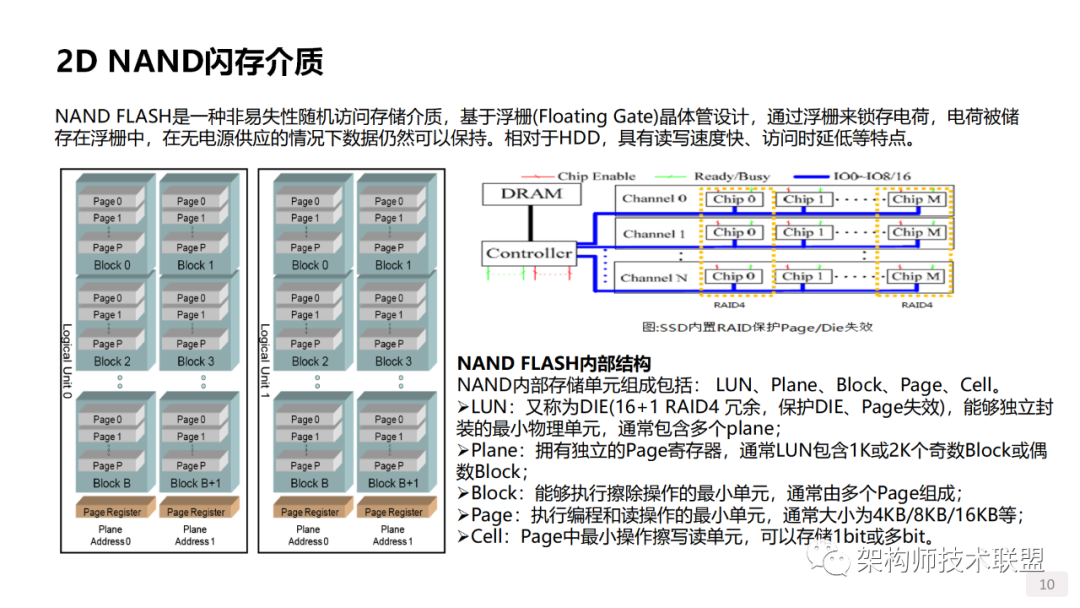 2D NAND闪存介质
NAND FLASH是一种非易失性随机访问存储介质，基于浮栅(Floating Gate)晶体管设计，通过浮栅来锁存电荷，电荷被储
存在浮栅中，在无电源供应的情况下数据仍然可以保持。相对于HDD，具有读写速度快、访问时延低等特点。
Logical Unit 0
Page 0 Page 0
Page 1 Page 1
Page P Page P
Block 0 Block 1
Page 0 Page 0
Page 1 Page 1
Page P Page P
Block 2 Block 3
Page 0 Page 0
Page 1 Page 1
Page P Page P
Block B Block B+1
Page Register Page Register
Plane Plane
Address0 Address1
Logical Unit 1
Page 0 Page 0
Page 1 Page 1
Page P Page P
Block 0 Block 1
Page 0 Page 0
Page 1 Page 1
Page P Page P
Block 2 Block 3
Page 0 Page 0
Page 1 Page 1
Page P Page P
Block B Block B+1
Page Register Page Register
Plane Plane
Address0 Address1
Chip Enable Ready/Busy IO0~IO8/16
DRAM
Controller
Channel 0 Chip 0 Chip 1 Chip M
Channel 1 Chip 0 Chip 1 Chip M
Channel N Chip 0 Chip 1 Chip M
RAID4 RAID4
图:SSD内置RAID保护Page/Die失效
NAND FLASH内部结构
NAND内部存储单元组成包括： LUN、Plane、Block、Page、Cell。
➢LUN：又称为DIE(16+1 RAID4 冗余，保护DIE、Page失效)，能够独立封
装的最小物理单元，通常包含多个plane；
➢Plane：拥有独立的Page寄存器，通常LUN包含1K或2K个奇数Block或偶
数Block；
➢Block：能够执行擦除操作的最小单元，通常由多个Page组成；
➢Page：执行编程和读操作的最小单元，通常大小为4KB/8KB/16KB等；
➢Cell：Page中最小操作擦写读单元，可以存储1bit或多bit。
架构师技术联盟
10